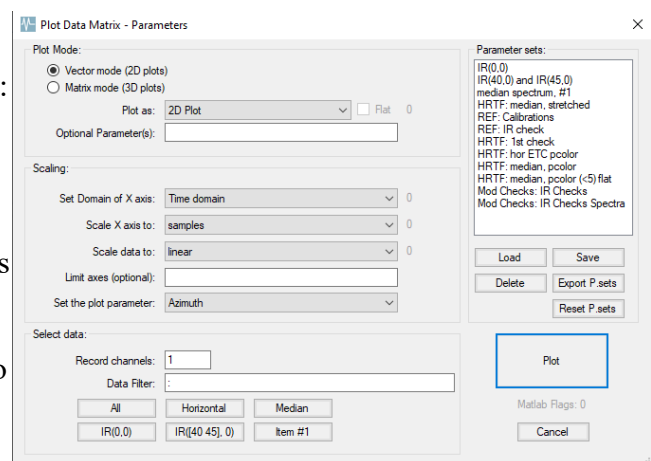 Plot Data Matrix - Parameters
Plot Mode:
Vector mode (2D plots)
Matrix mode (3D plots)
Plot as: 2D Plot Flat 0
Optional Parameter(s):
Scaling:
Set Domain of X axis: Time domain 0
Scale X axis to: samples 0
Scale data to: linear 0
Limit axes (optional):
Set the plot parameter: Azimuth
Select data:
Record channels: 1
Data Filter: :
All Horizontal Median
IR(0,0) IR([40 45], 0) Item #1
Parameter sets:
IR(0,0)
IR(40,0) and IR(45,0)
median spectrum, #1
HRTF: median, stretched
REF: Calibrations
REF: IR check
HRTF: 1st check
HRTF: hor ETC pcolor
HRTF: median, pcolor
HRTF: median, pcolor (<5) flat
Mod Checks: IR Checks
Mod Checks: IR Checks Spectra
Load Save
Delete Export P.sets
Reset P.sets
Plot
Matlab Flags: 0
Cancel
:
s